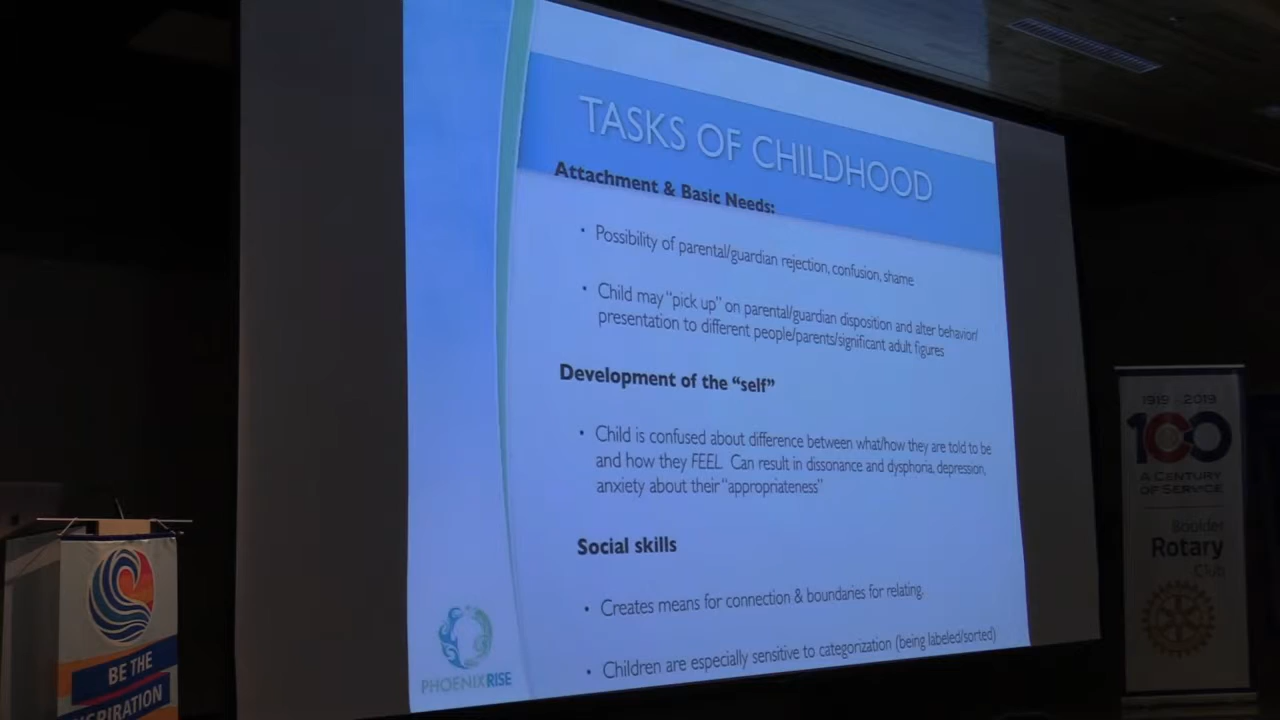 TASKS OF CHILDHOOD
Attachment & Basic Needs:
• Possibility of parental/guardian rejection, confusion, shame
• Child may “pick up” on parental/guardian disposition and alter behavior/
presentation to different people/parents/significant adult figures
Development of the “self”
• Child is confused about difference between what/how they are told to be
and how they FEEL. Can result in dissonance and dysphoria, depression,
anxiety about their “appropriateness”
Social skills
• Creates means for connection & boundaries for relating.
• Children are especially sensitive to categorization (being labeled/sorted)
PHOENIXRISE
BE THE
INSPIRATION
1919 - 2019
100
A CENTURY
OF SERVICE
Boulder
Rotary
Club